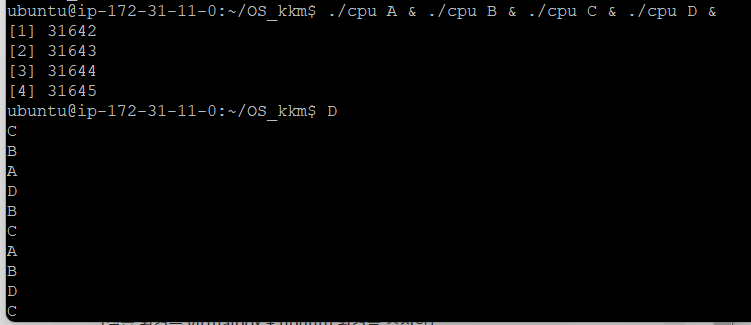 ubuntu@ip-172-31-11-0:~/OS_kkm$ ./cpu A & ./cpu B & ./cpu C & ./cpu D &
[1] 31642
[2] 31643
[3] 31644
[4] 31645
ubuntu@ip-172-31-11-0:~/OS_kkm$ D
C
B
A
D
B
C
A
B
D
C